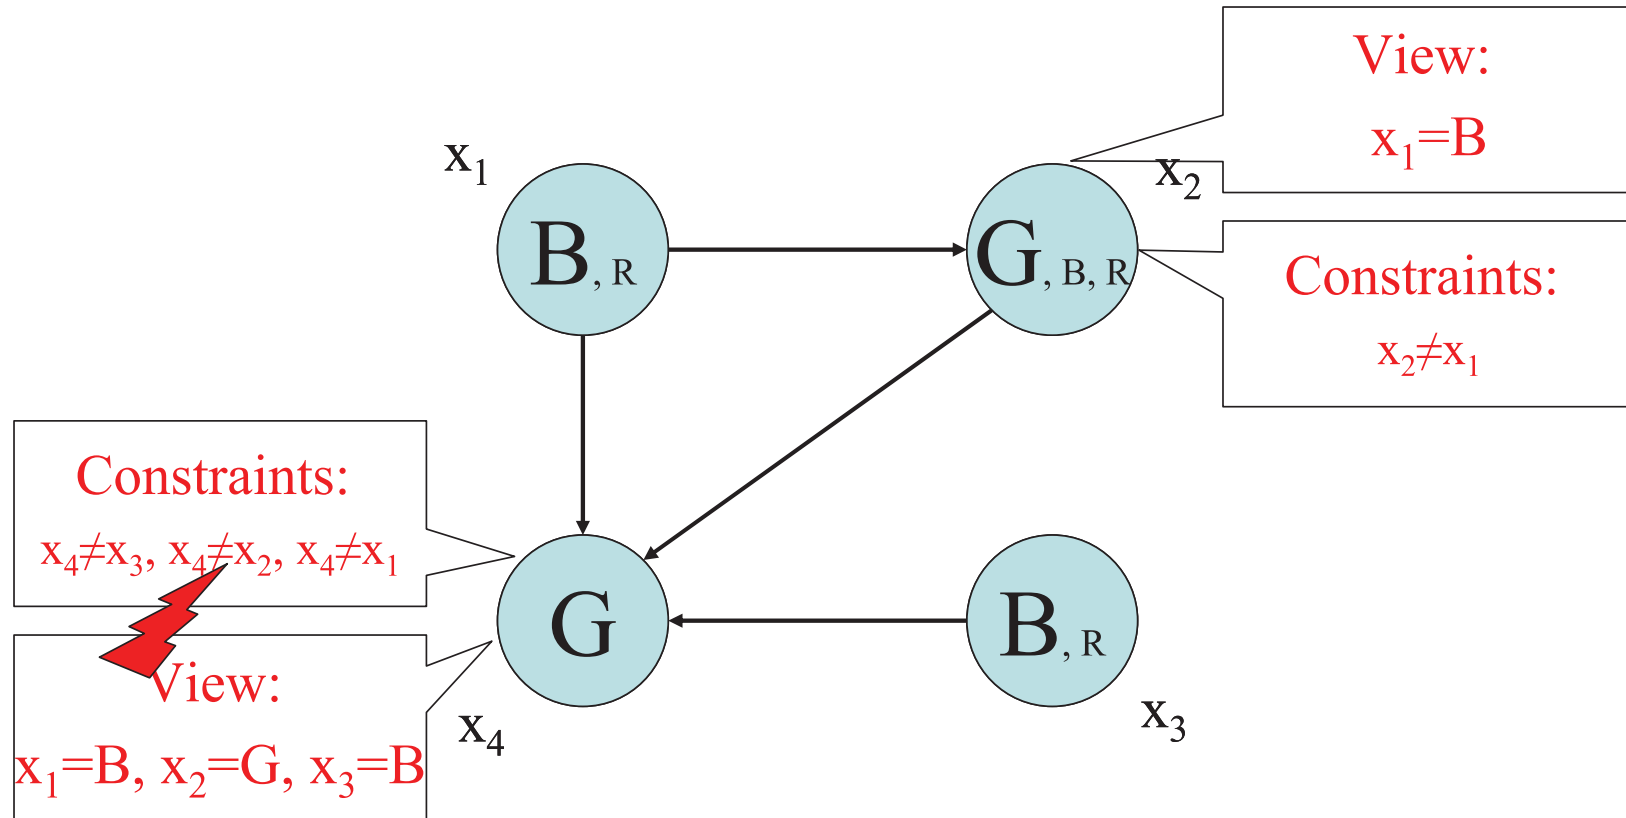 View:
x₁=B
x₁
x₂
B, R
G, B, R
Constraints:
x₂≠x₁
Constraints:
x₄≠x₃, x₄≠x₂, x₄≠x₁
G
B, R
View:
x₁=B, x₂=G, x₃=B
x₄
x₃